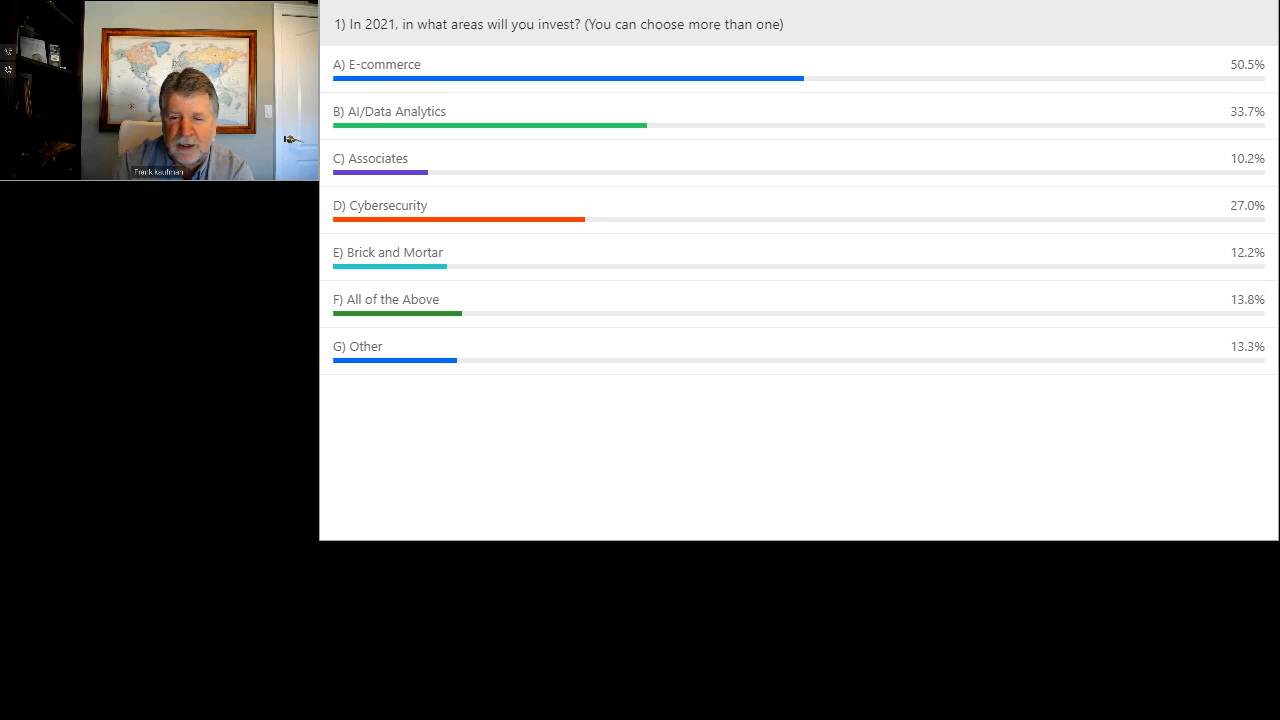 Frank kaufman
1) In 2021, in what areas will you invest? (You can choose more than one)
A) E-commerce 50.5%
B) AI/Data Analytics 33.7%
C) Associates 10.2%
D) Cybersecurity 27.0%
E) Brick and Mortar 12.2%
F) All of the Above 13.8%
G) Other 13.3%